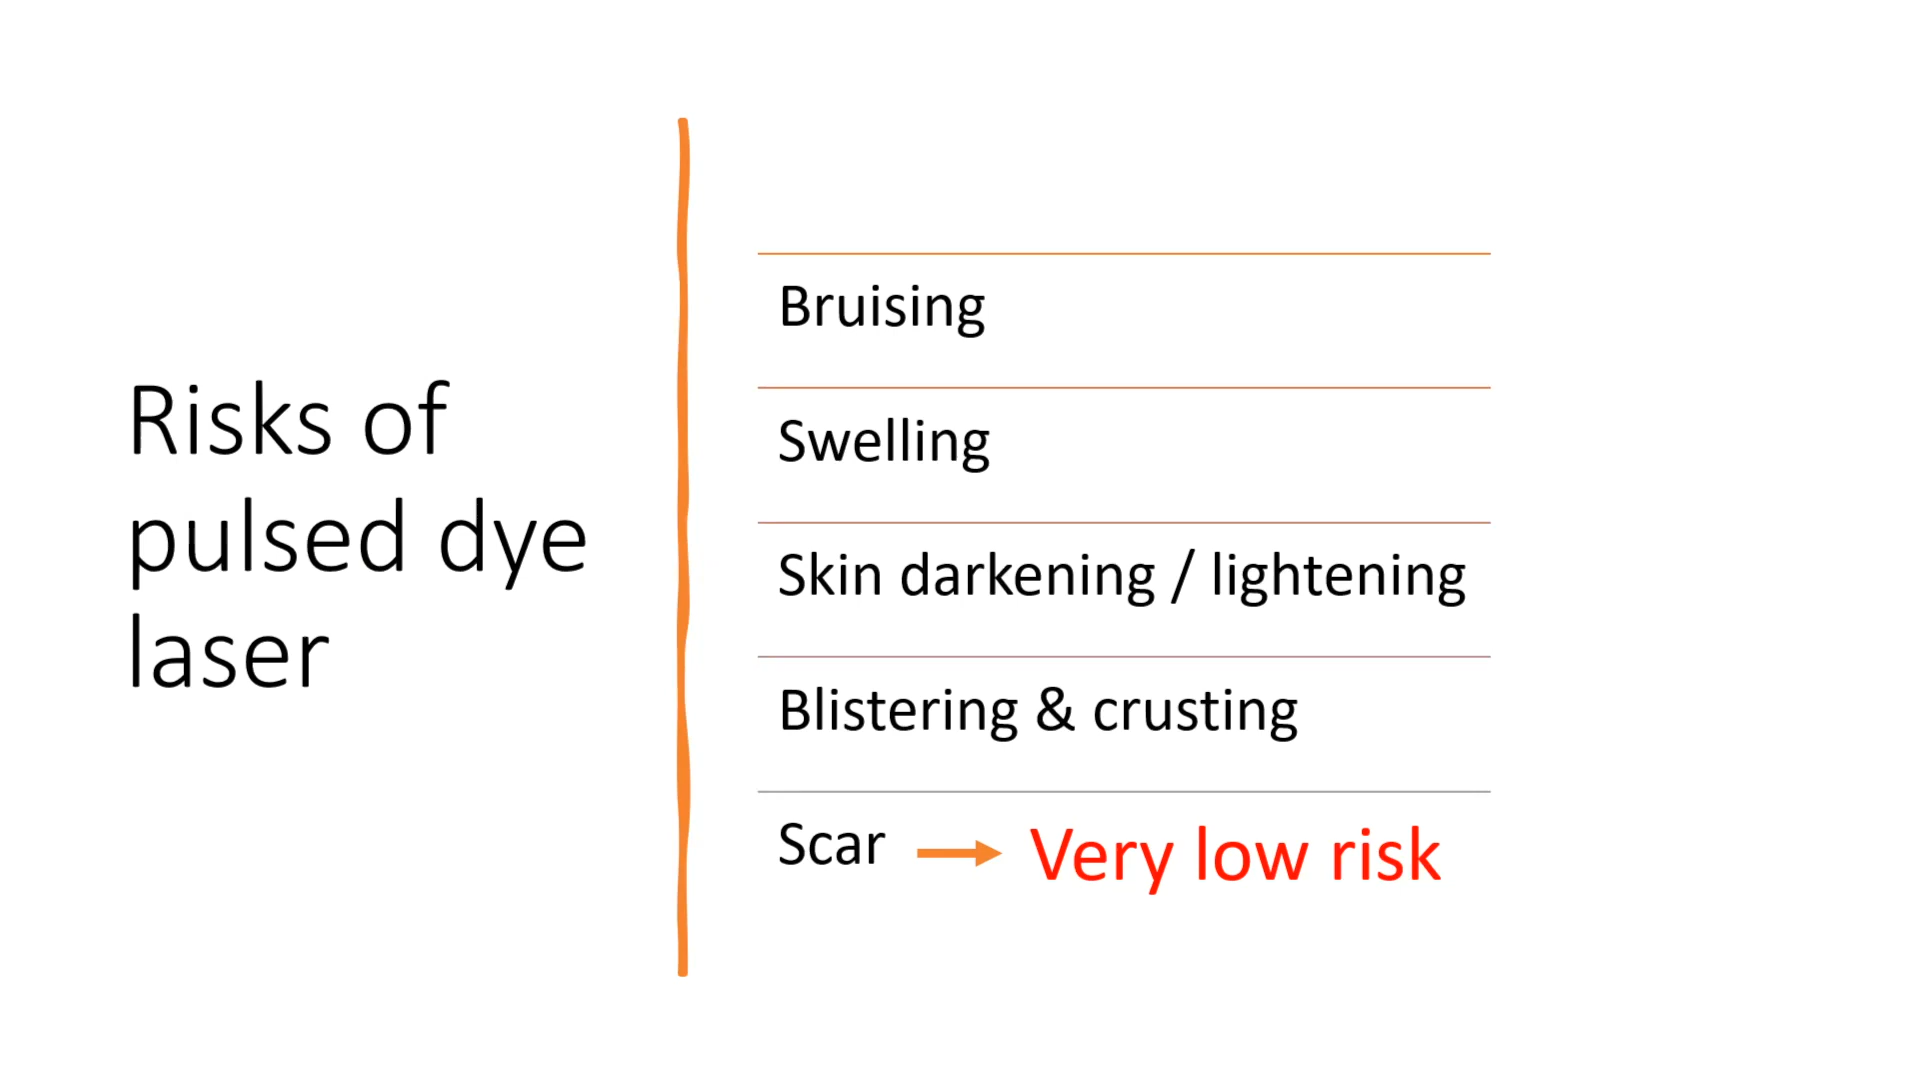 Risks of
pulsed dye
laser
Bruising
Swelling
Skin darkening / lightening
Blistering & crusting
Scar Very low risk